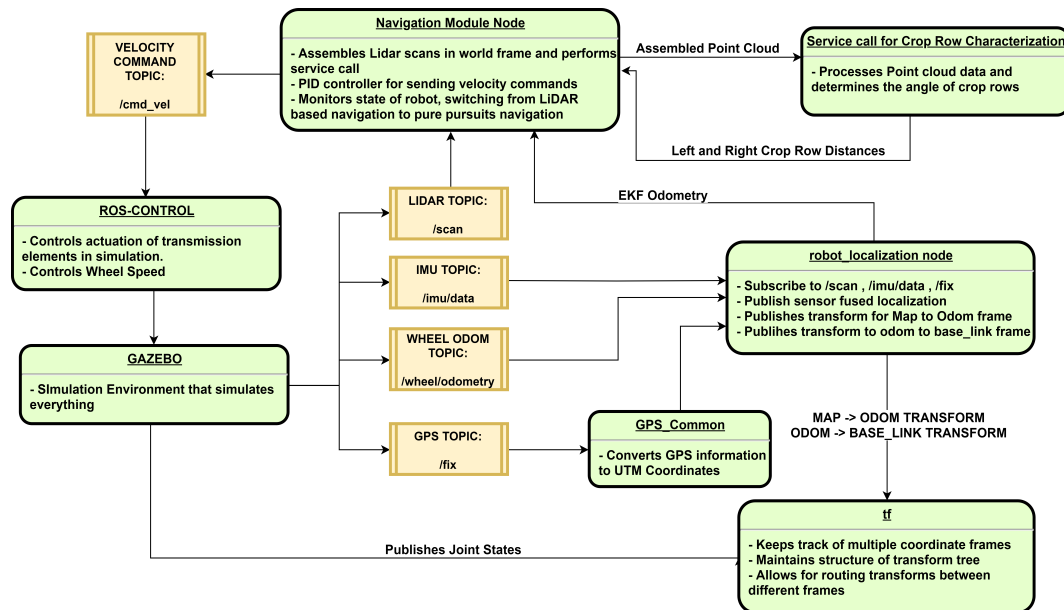 Navigation Module Node
- Assembles Lidar scans in world frame and performs
service call
- PID controller for sending velocity commands
- Monitors state of robot, switching from LiDAR
based navigation to pure pursuits navigation
VELOCITY
COMMAND
TOPIC:
/cmd_vel
Assembled Point Cloud
Service call for Crop Row Characterization
- Processes Point cloud data and
determines the angle of crop rows
Left and Right Crop Row Distances
EKF Odometry
ROS-CONTROL
- Controls actuation of transmission
elements in simulation.
- Controls Wheel Speed
LIDAR TOPIC:
/scan
IMU TOPIC:
/imu/data
WHEEL ODOM
TOPIC:
/wheel/odometry
GPS TOPIC:
/fix
robot_localization node
- Subscribe to /scan , /imu/data , /fix
- Publish sensor fused localization
- Publishes transform for Map to Odom frame
- Publihes transform to odom to base_link frame
GAZEBO
- SImulation Environment that simulates
everything
GPS_Common
- Converts GPS information
to UTM Coordinates
MAP -> ODOM TRANSFORM
ODOM -> BASE_LINK TRANSFORM
Publishes Joint States
tf
- Keeps track of multiple coordinate frames
- Maintains structure of transform tree
- Allows for routing transforms between
different frames